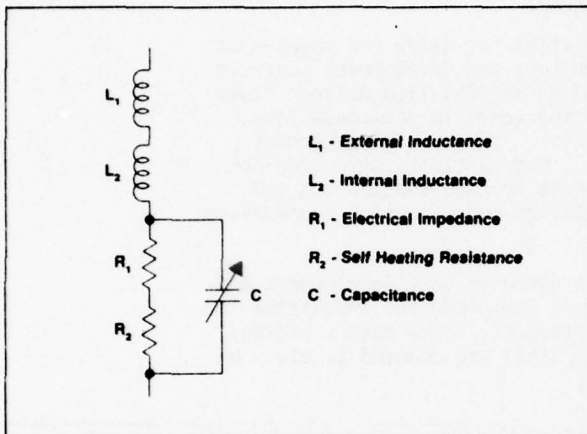 L₁
L₂
R₁
R₂
C
L₁ - External Inductance
L₂ - Internal Inductance
R₁ - Electrical Impedance
R₂ - Self Heating Resistance
C - Capacitance